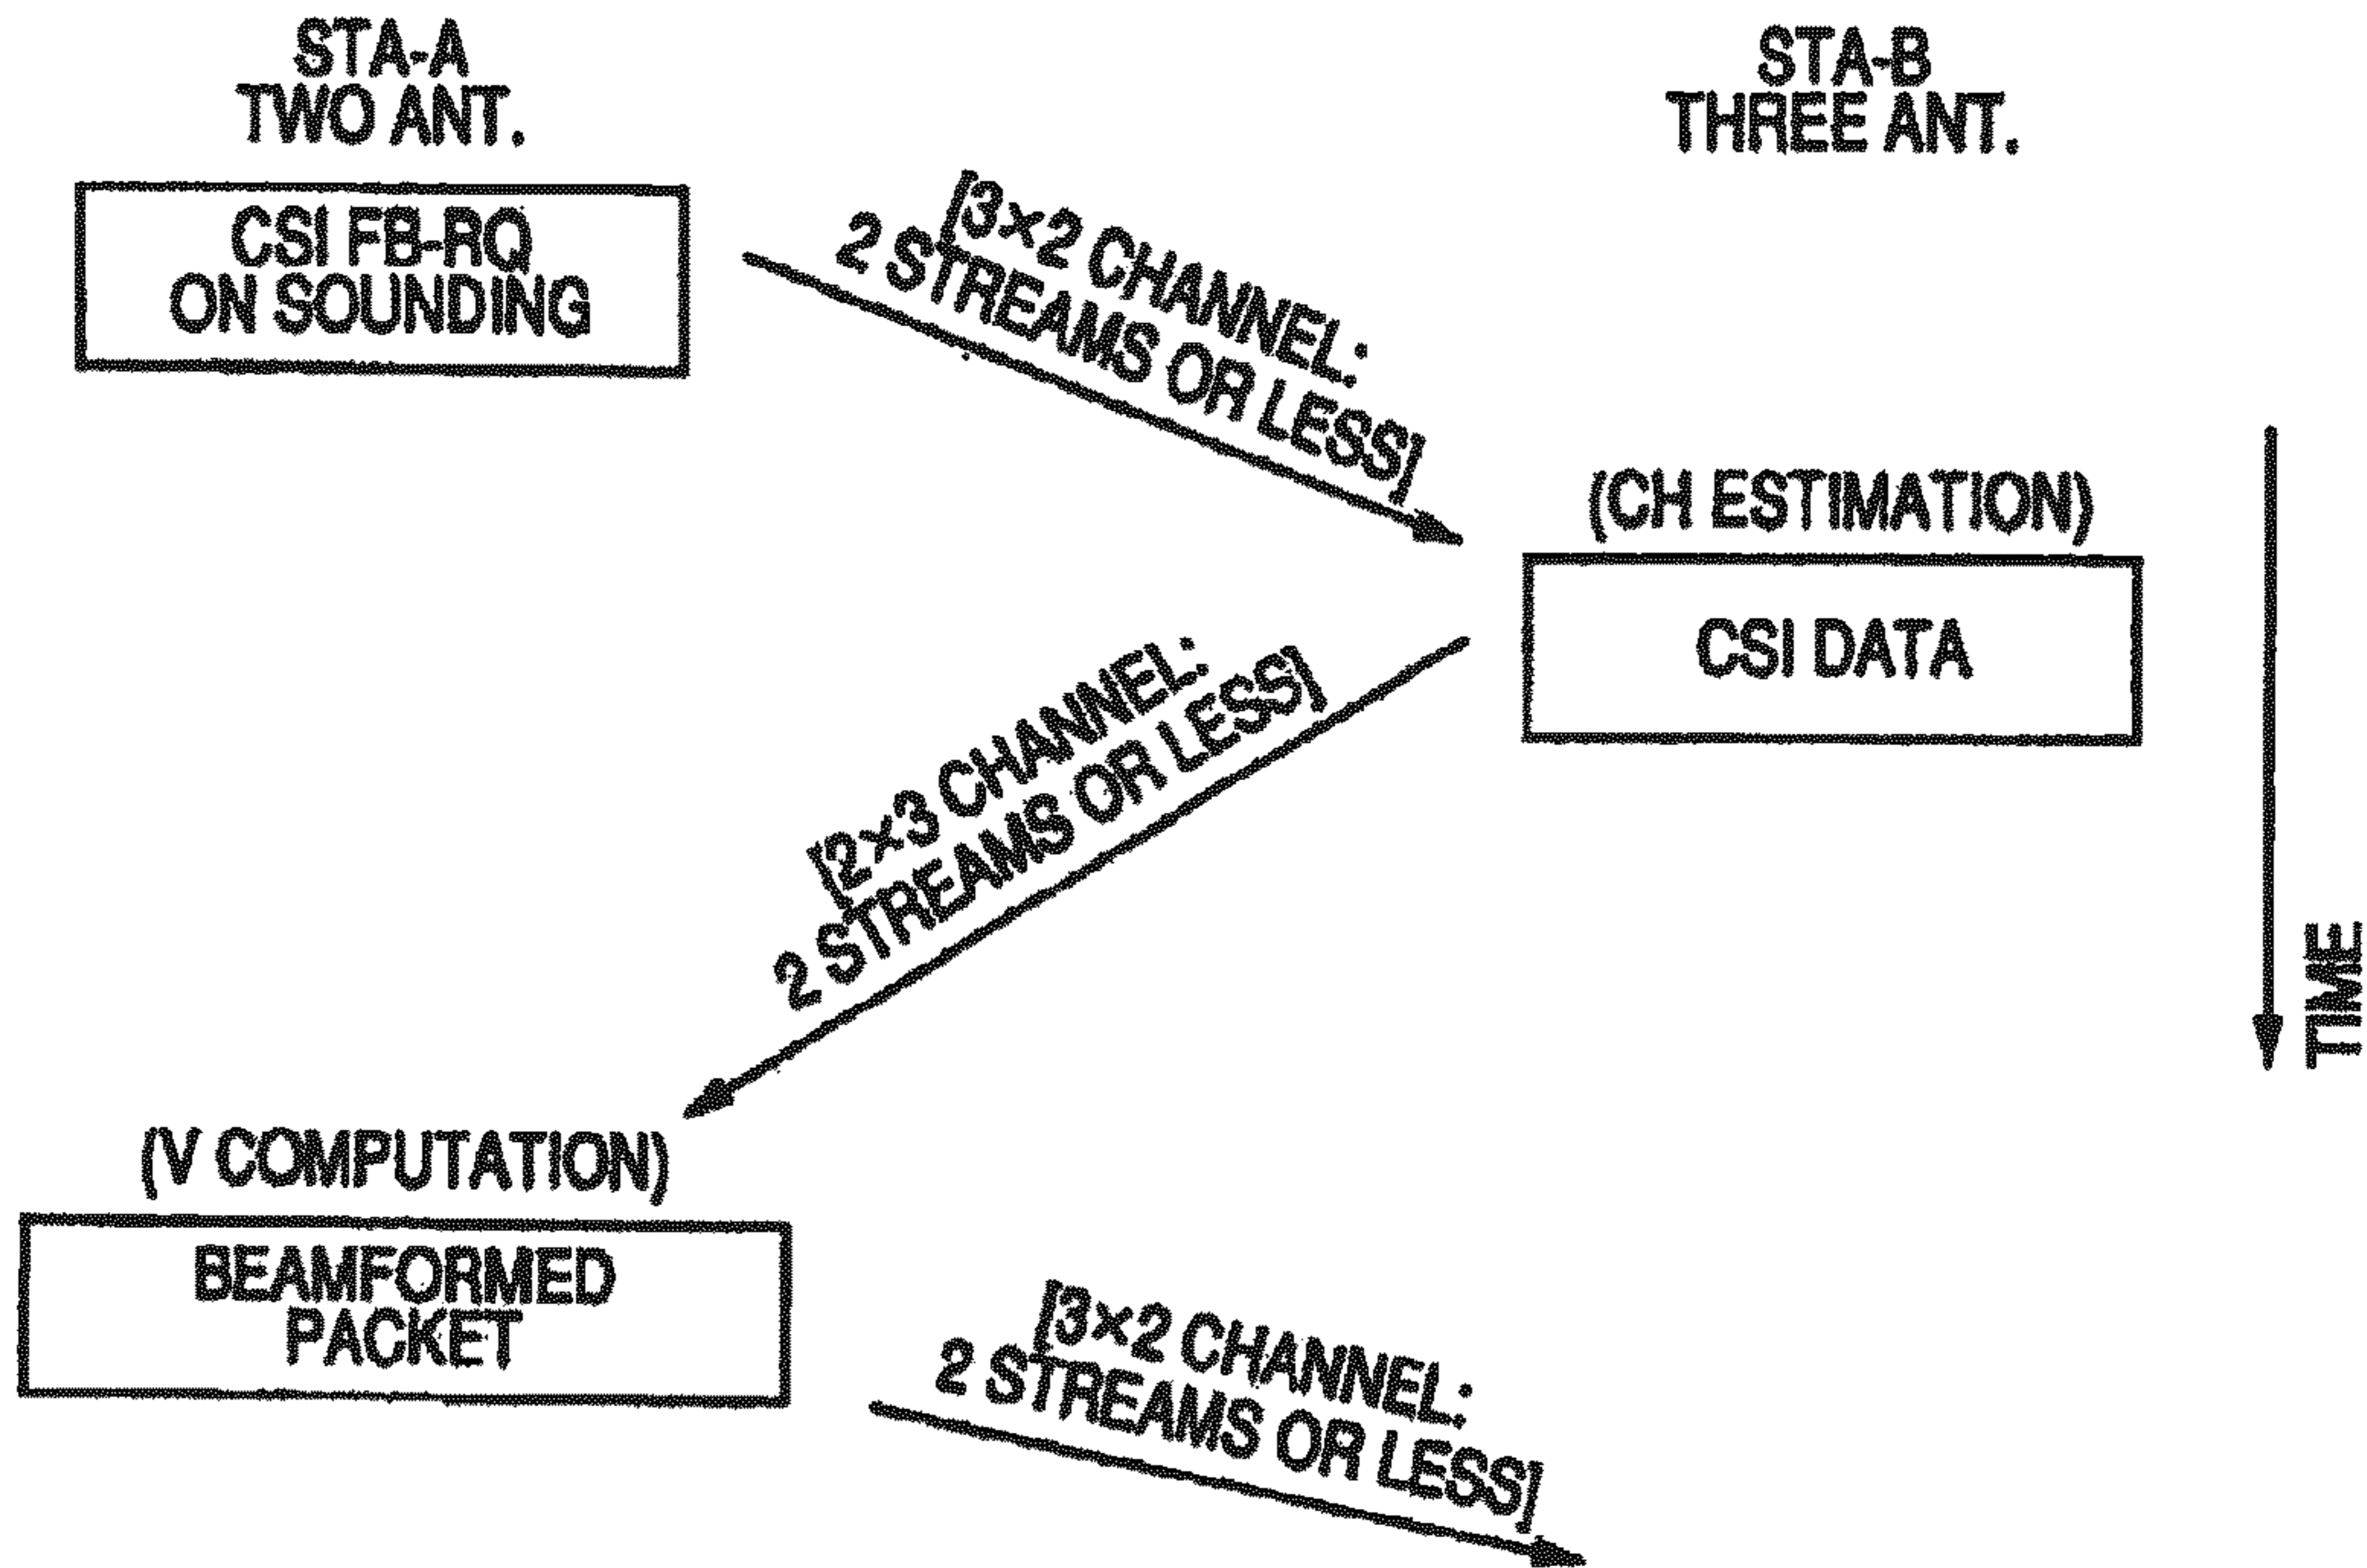 STA-A
TWO ANT.
STA-B
THREE ANT.
CSI FB-RQ
ON SOUNDING
[3×2 CHANNEL:
2 STREAMS OR LESS]
(CH ESTIMATION)
CSI DATA
[2×3 CHANNEL:
2 STREAMS OR LESS]
TIME
(V COMPUTATION)
BEAMFORMED
PACKET
[3×2 CHANNEL:
2 STREAMS OR LESS]